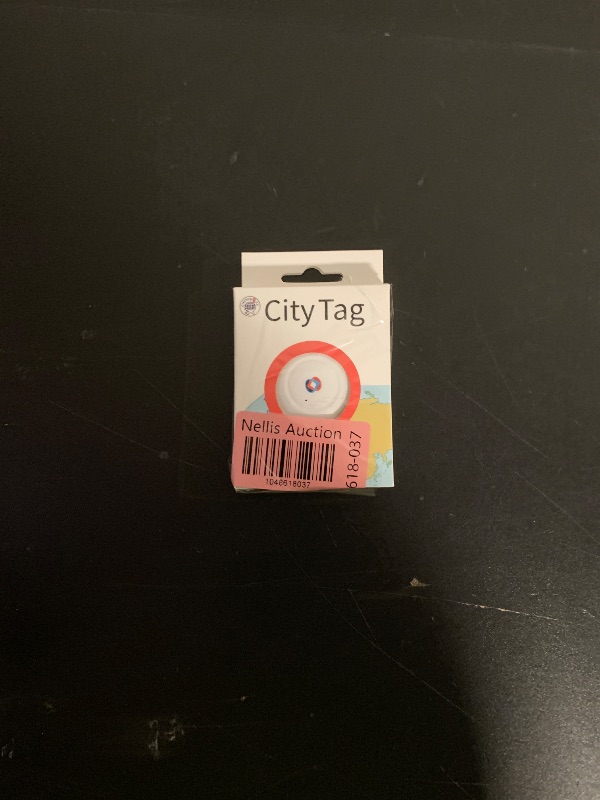 City Tag
Nellis Auction
1040618037
618-037